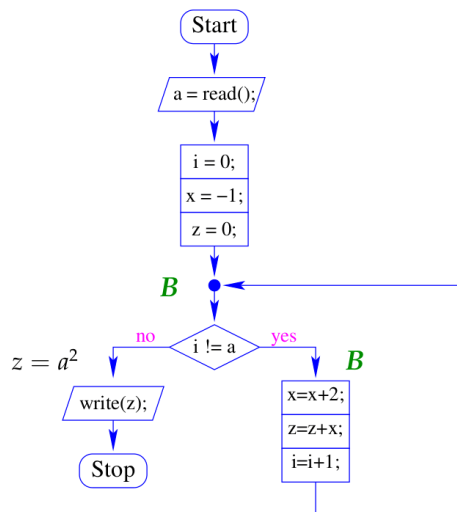 Start
a = read();
i = 0;
x = −1;
z = 0;
B
no
i != a
yes
z = a²
B
write(z);
x=x+2;
z=z+x;
i=i+1;
Stop